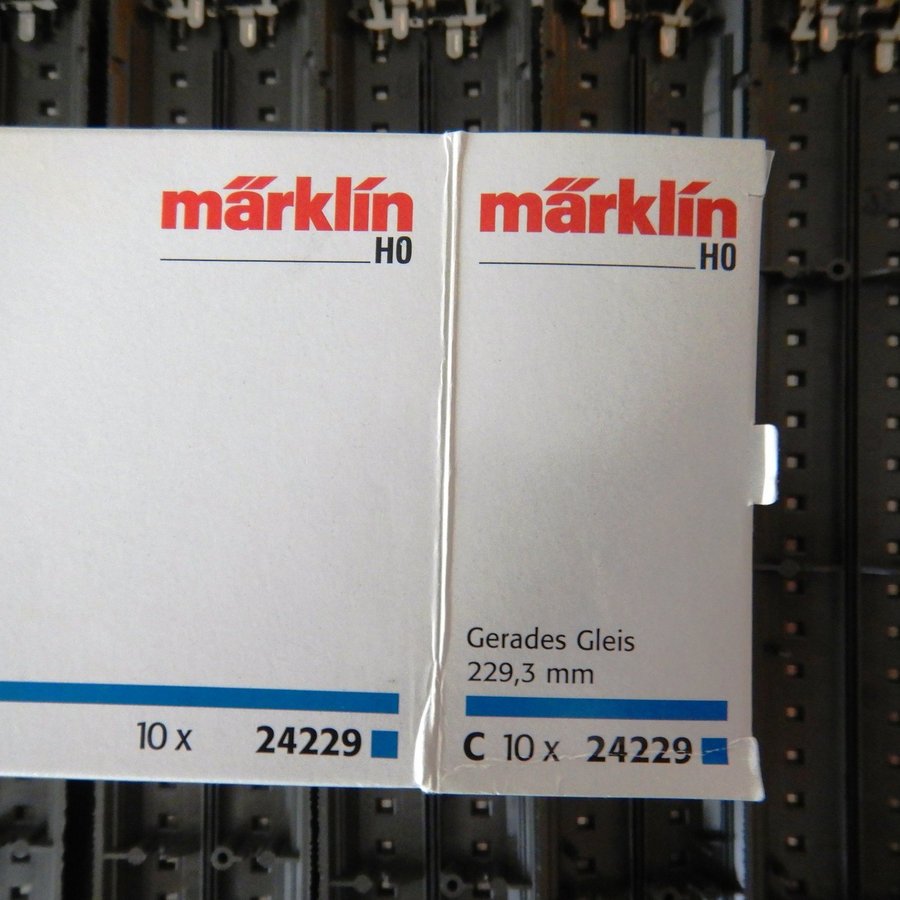 märklin
H0
10 x 24229
märklin
H0
Gerades Gleis
229,3 mm
C 10 x 24229